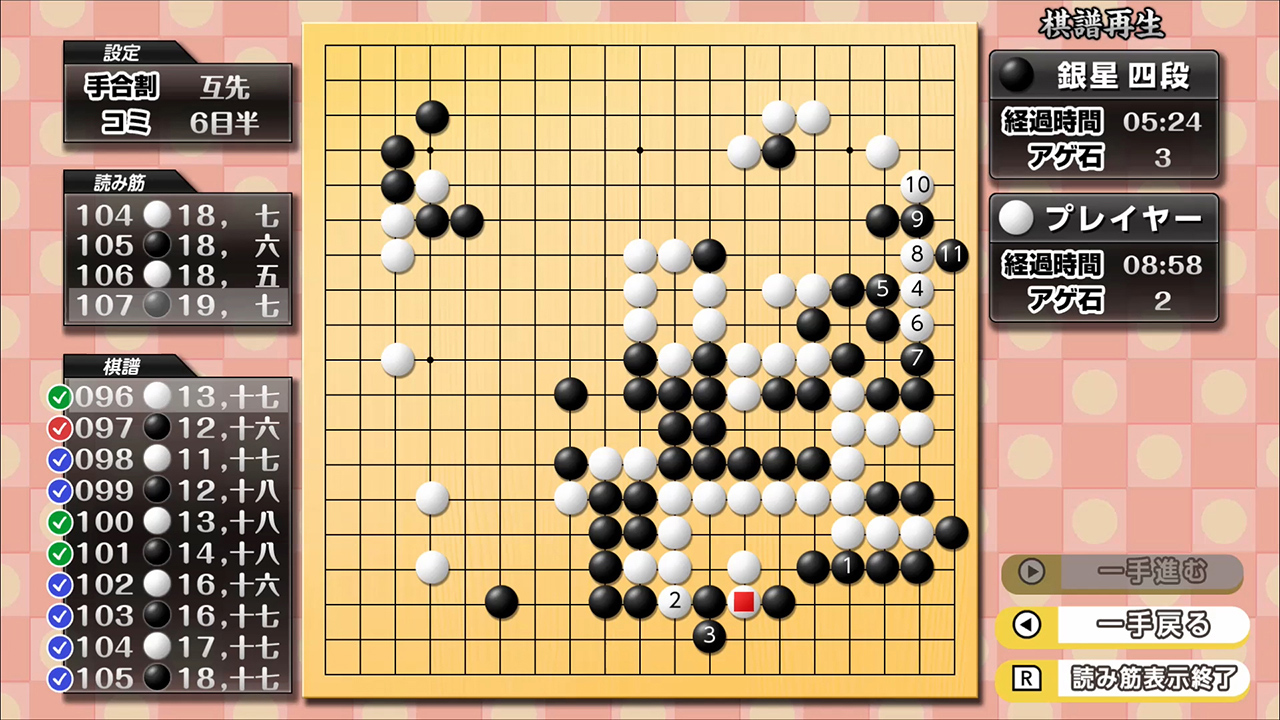 設定
手合割 互先
コミ 6目半
読み筋
104 18, 七
105 18, 六
106 18, 五
107 19, 七
棋譜
096 13,十七
097 12,十六
098 11,十七
099 12,十八
100 13,十八
101 14,十八
102 16,十六
103 16,十七
104 17,十七
105 18,十七
10
9
8 11
5 4
6
7
1
2
3
棋譜再生
銀星 四段
経過時間 05:24
アゲ石 3
プレイヤー
経過時間 08:58
アゲ石 2
一手進む
一手戻る
R 読み筋表示終了